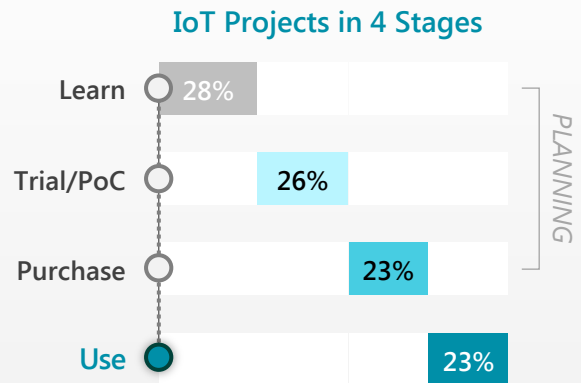 IoT Projects in 4 Stages
Learn
28%
Trial/PoC
26%
Purchase
23%
Use
23%
PLANNING